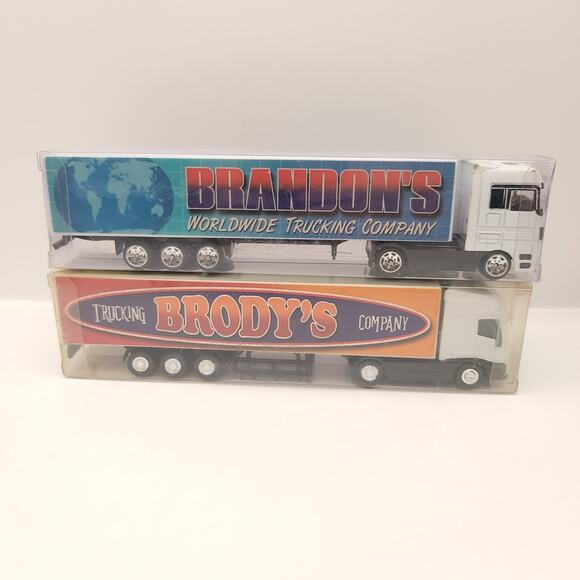 BRANDON'S
WORLDWIDE TRUCKING COMPANY
TRUCKING BRODY'S COMPANY